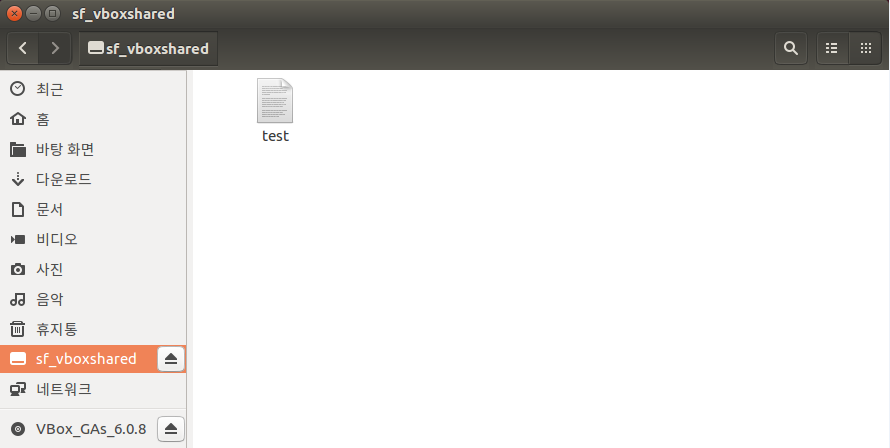 sf_vboxshared
sf_vboxshared
최근
홈
바탕 화면
다운로드
문서
비디오
사진
음악
휴지통
sf_vboxshared
네트워크
VBox_GAs_6.0.8
test